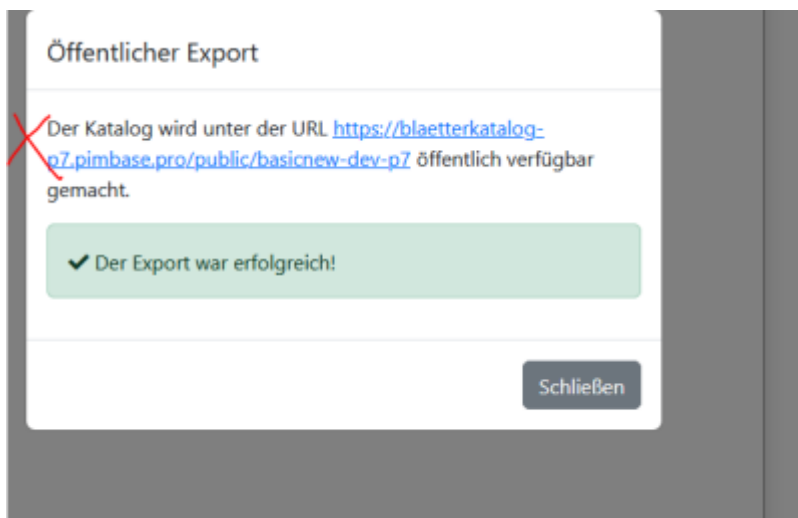 Öffentlicher Export
Der Katalog wird unter der URL https://blaetterkatalog-
p7.pimbase.pro/public/basicnew-dev-p7 öffentlich verfügbar
gemacht.
Der Export war erfolgreich!
Schließen